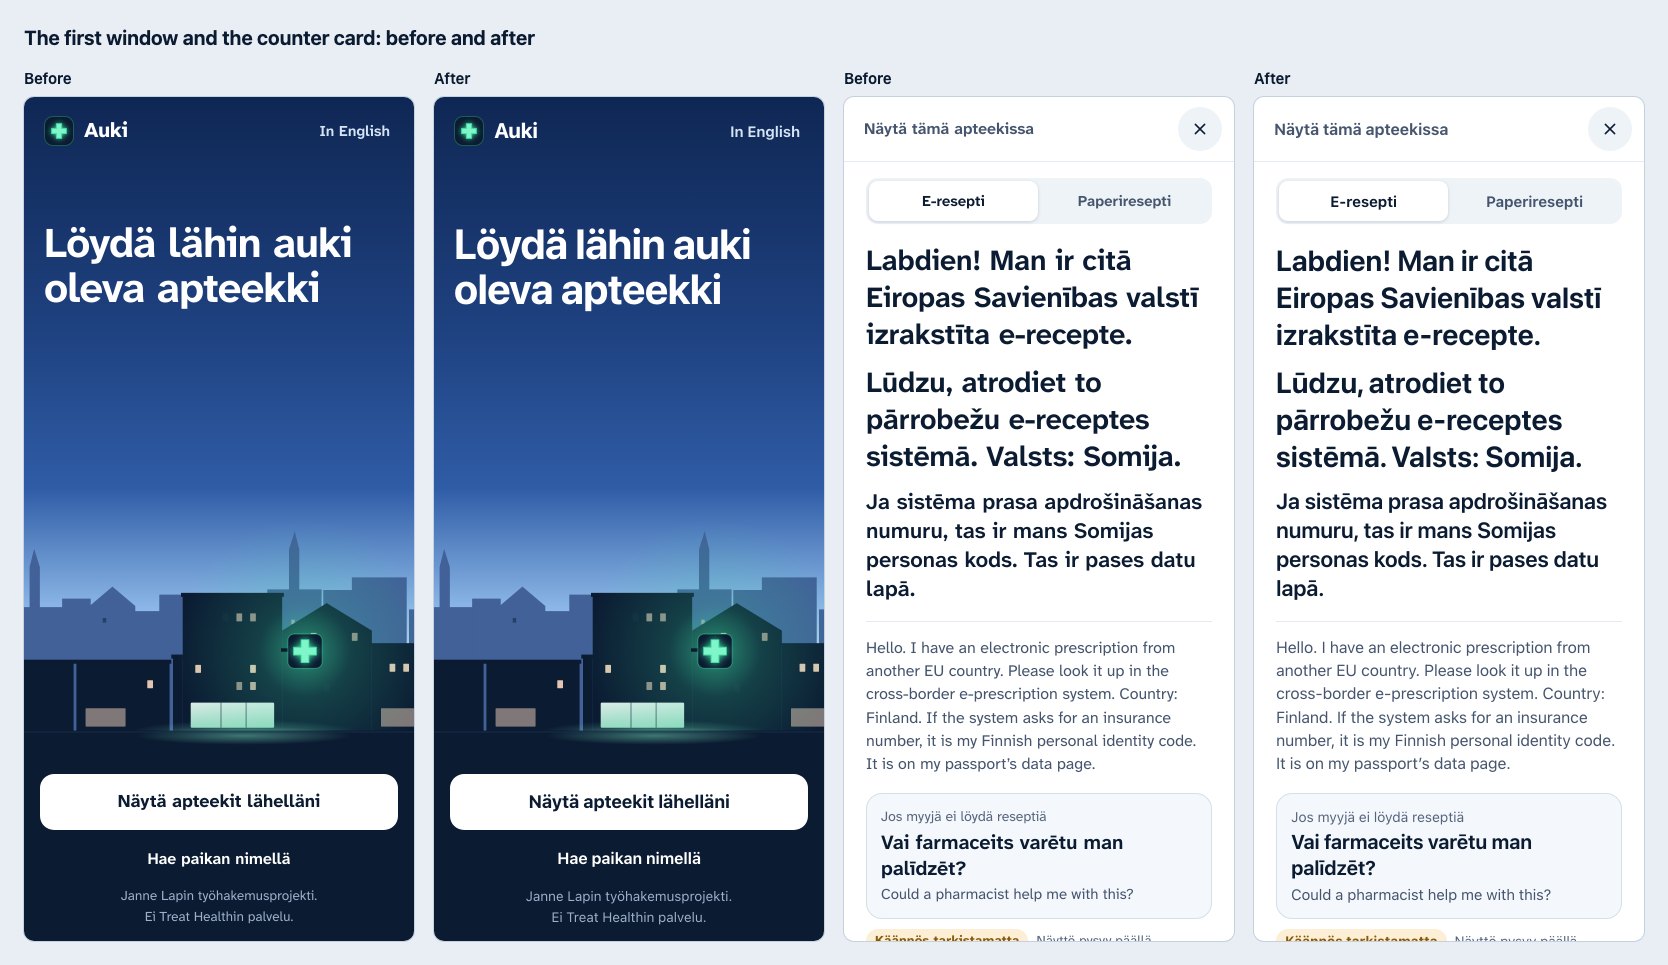 The first window and the counter card: before and after
Before
Auki
In English
Löydä lähin auki
oleva apteekki
Näytä apteekit lähelläni
Hae paikan nimellä
Janne Lapin työhakemusprojekti.
Ei Treat Healthin palvelu.
After
Auki
In English
Löydä lähin auki
oleva apteekki
Näytä apteekit lähelläni
Hae paikan nimellä
Janne Lapin työhakemusprojekti.
Ei Treat Healthin palvelu.
Before
Näytä tämä apteekissa
E-resepti
Paperiresepti
Labdien! Man ir citā
Eiropas Savienības valstī
izrakstīta e-recepte.
Lūdzu, atrodiet to
pārrobežu e-receptes
sistēmā. Valsts: Somija.
Ja sistēma prasa apdrošināšanas
numuru, tas ir mans Somijas
personas kods. Tas ir pases datu
lapā.
Hello. I have an electronic prescription from
another EU country. Please look it up in the
cross-border e-prescription system. Country:
Finland. If the system asks for an insurance
number, it is my Finnish personal identity code.
It is on my passport's data page.
Jos myyjä ei löydä reseptiä
Vai farmaceits varētu man
palīdzēt?
Could a pharmacist help me with this?
Käännös tarkistamatta
Näyttö pysyy päällä
After
Näytä tämä apteekissa
E-resepti
Paperiresepti
Labdien! Man ir citā
Eiropas Savienības valstī
izrakstīta e-recepte.
Lūdzu, atrodiet to
pārrobežu e-receptes
sistēmā. Valsts: Somija.
Ja sistēma prasa apdrošināšanas
numuru, tas ir mans Somijas
personas kods. Tas ir pases datu
lapā.
Hello. I have an electronic prescription from
another EU country. Please look it up in the
cross-border e-prescription system. Country:
Finland. If the system asks for an insurance
number, it is my Finnish personal identity code.
It is on my passport's data page.
Jos myyjä ei löydä reseptiä
Vai farmaceits varētu man
palīdzēt?
Could a pharmacist help me with this?
Käännös tarkistamatta
Näyttö pysyy päällä